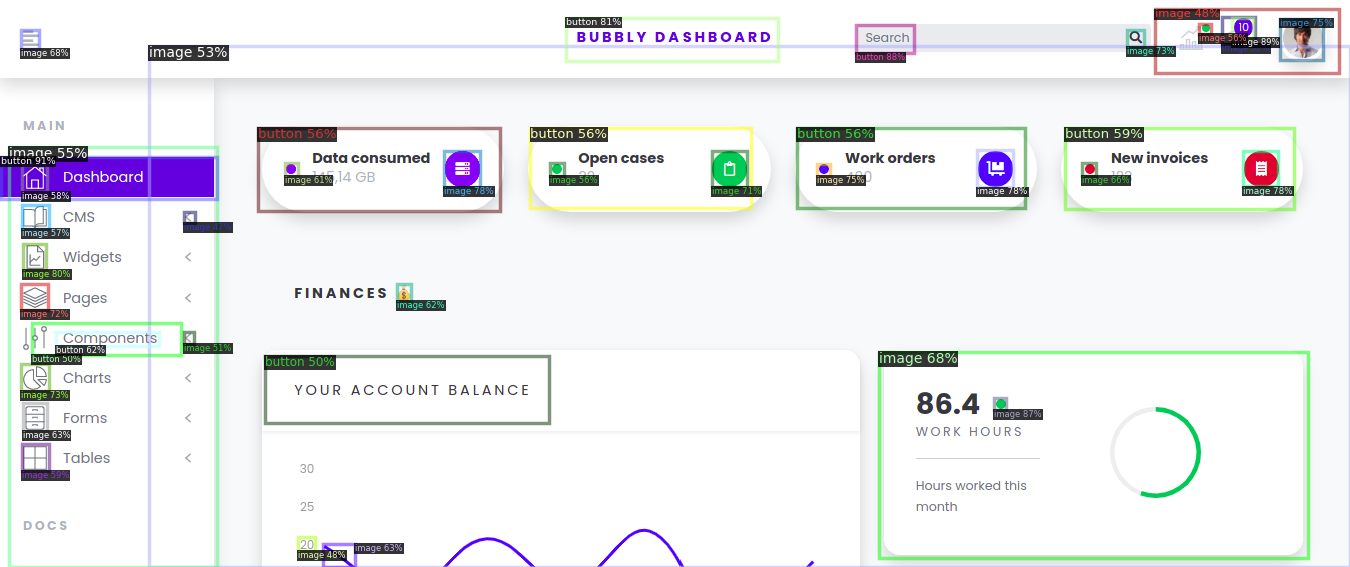 button 81%
BUBBLY DASHBOARD
Search
button 88%
image 73%
image 48%
image 56%
10
image 89%
image 75%
image 68%
image 53%
MAIN
image 55%
button 91%
Dashboard
image 58%
CMS
image 57%
Widgets
image 80%
Pages
image 72%
Components
button 62%
button 50%
image 51%
Charts
image 73%
Forms
image 63%
Tables
image 59%
DOCS
button 56%
Data consumed
145,14 GB
image 61%
image 78%
button 56%
Open cases
image 56%
image 71%
button 56%
Work orders
image 75%
image 78%
button 59%
New invoices
image 66%
image 78%
FINANCES
image 62%
button 50%
YOUR ACCOUNT BALANCE
30
25
20
image 48%
image 63%
image 68%
86.4
image 87%
WORK HOURS
Hours worked this
month